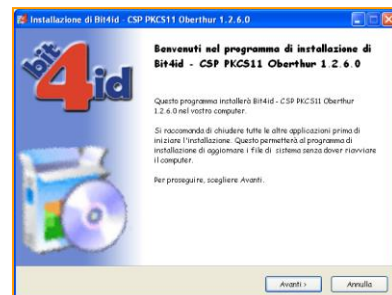 Installazione di Bit4id - CSP PKCS11 Oberthur 1.2.6.0
bit
4id
Benvenuti nel programma di installazione di
Bit4id - CSP PKCS11 Oberthur 1.2.6.0
Questo programma installerà Bit4id - CSP PKCS11 Oberthur
1.2.6.0 nel vostro computer.
Si raccomanda di chiudere tutte le altre applicazioni prima di
iniziare l'installazione. Questo permetterà al programma di
installazione di aggiornare i file di sistema senza dover riavviare
il computer.
Per proseguire, scegliere Avanti.
Avanti >
Annulla